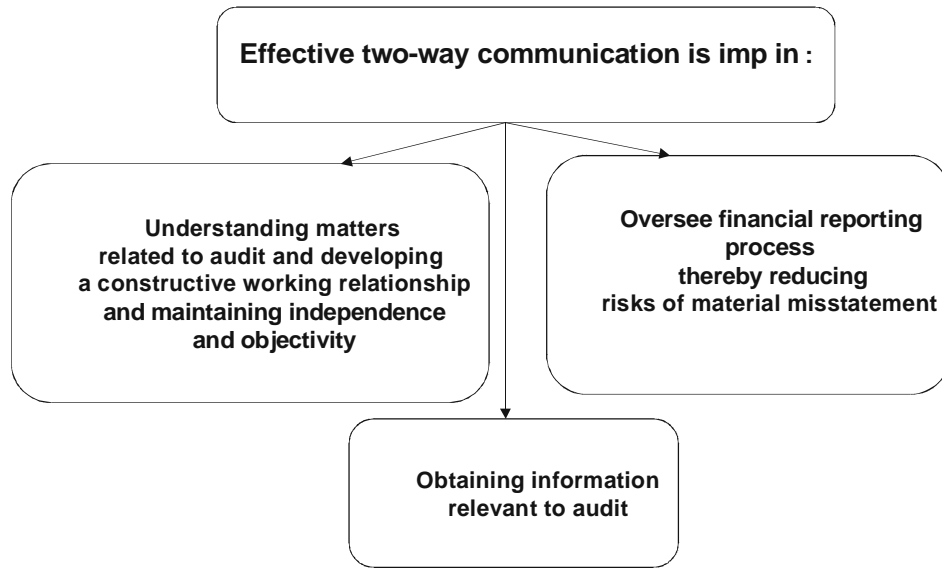 Effective two-way communication is imp in :
Understanding matters
related to audit and developing
a constructive working relationship
and maintaining independence
and objectivity
Oversee financial reporting
process
thereby reducing
risks of material misstatement
Obtaining information
relevant to audit